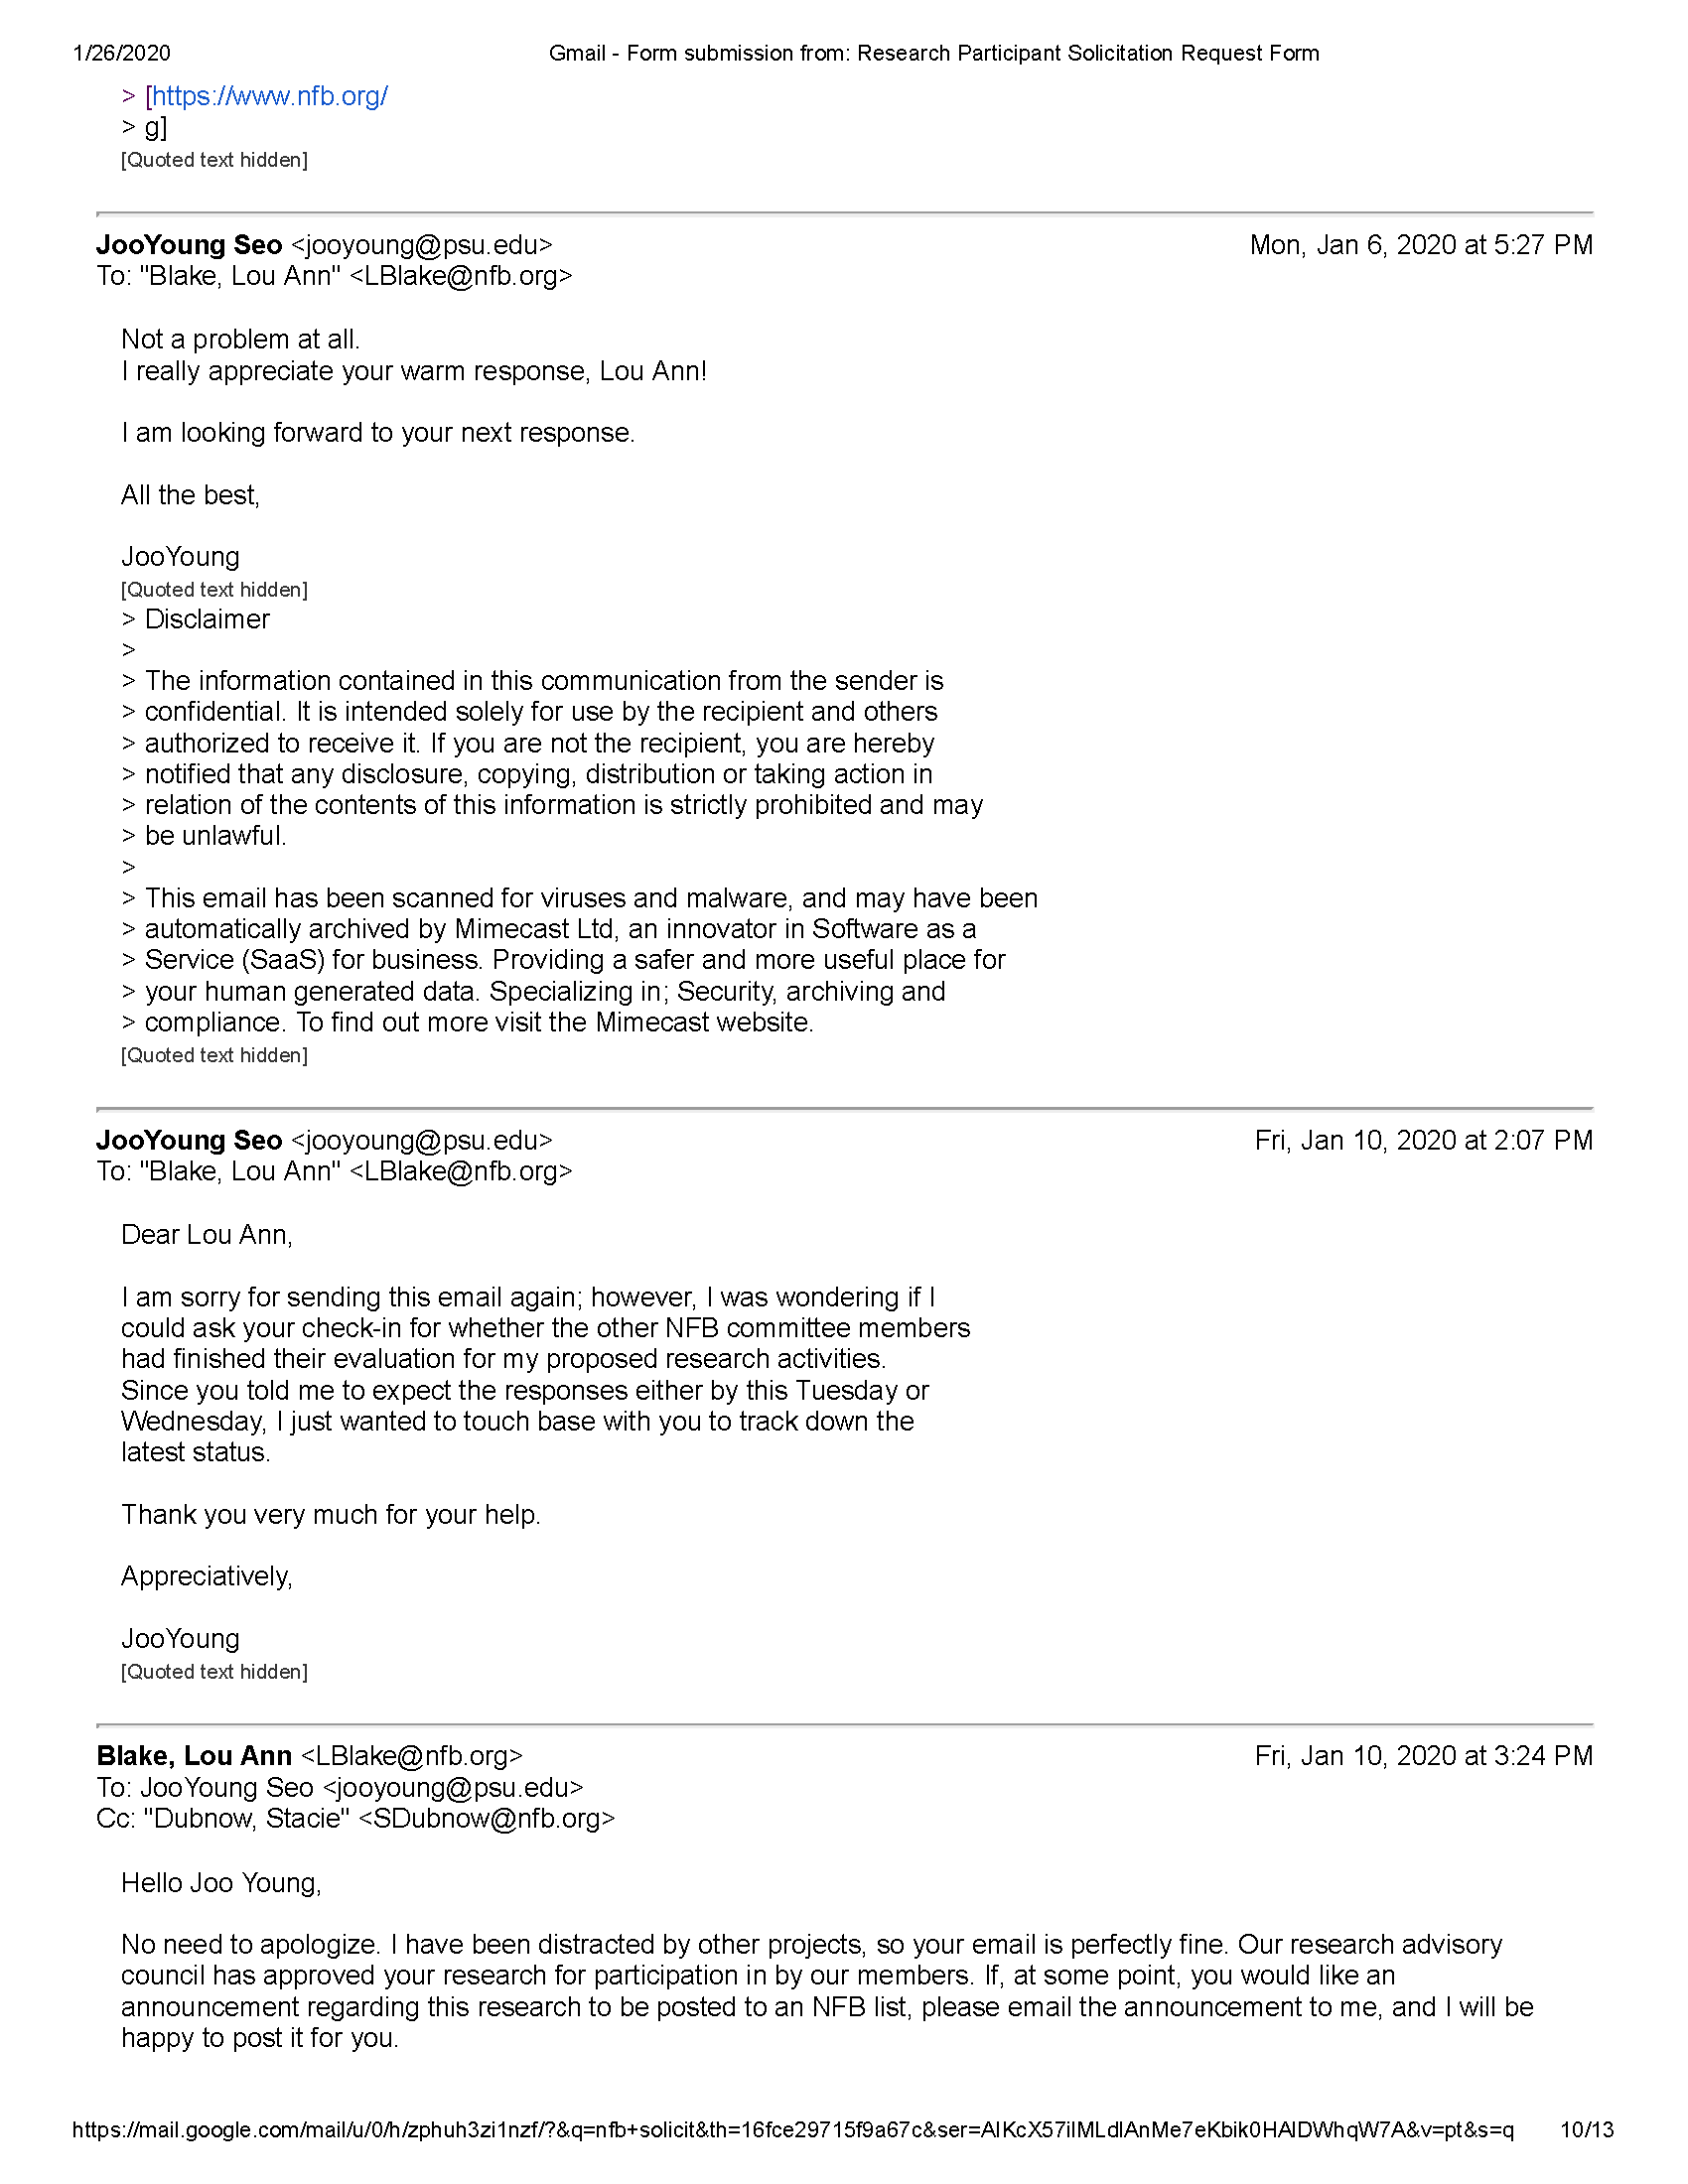 1/26/2020 Gmail - Form submission from: Research Participant Solicitation Request Form
> [https://www.nfb.org/
> g]
[Quoted text hidden]
JooYoung Seo <jooyoung@psu.edu> Mon, Jan 6, 2020 at 5:27 PM
To: "Blake, Lou Ann" <LBlake@nfb.org>
Not a problem at all.
I really appreciate your warm response, Lou Ann!
I am looking forward to your next response.
All the best,
JooYoung
[Quoted text hidden]
> Disclaimer
>
> The information contained in this communication from the sender is
> confidential. It is intended solely for use by the recipient and others
> authorized to receive it. If you are not the recipient, you are hereby
> notified that any disclosure, copying, distribution or taking action in
> relation of the contents of this information is strictly prohibited and may
> be unlawful.
>
> This email has been scanned for viruses and malware, and may have been
> automatically archived by Mimecast Ltd, an innovator in Software as a
> Service (SaaS) for business. Providing a safer and more useful place for
> your human generated data. Specializing in; Security, archiving and
> compliance. To find out more visit the Mimecast website.
[Quoted text hidden]
JooYoung Seo <jooyoung@psu.edu> Fri, Jan 10, 2020 at 2:07 PM
To: "Blake, Lou Ann" <LBlake@nfb.org>
Dear Lou Ann,
I am sorry for sending this email again; however, I was wondering if I
could ask your check-in for whether the other NFB committee members
had finished their evaluation for my proposed research activities.
Since you told me to expect the responses either by this Tuesday or
Wednesday, I just wanted to touch base with you to track down the
latest status.
Thank you very much for your help.
Appreciatively,
JooYoung
[Quoted text hidden]
Blake, Lou Ann <LBlake@nfb.org> Fri, Jan 10, 2020 at 3:24 PM
To: JooYoung Seo <jooyoung@psu.edu>
Cc: "Dubnow, Stacie" <SDubnow@nfb.org>
Hello Joo Young,
No need to apologize. I have been distracted by other projects, so your email is perfectly fine. Our research advisory
council has approved your research for participation in by our members. If, at some point, you would like an
announcement regarding this research to be posted to an NFB list, please email the announcement to me, and I will be
happy to post it for you.
https://mail.google.com/mail/u/0/h/zphuh3zi1nzf/?&q=nfb+solicit&th=16fce29715f9a67c&ser=AIKcX57iIMLdlAnMe7eKbik0HAlDWhqW7A&v=pt&s=q 10/13